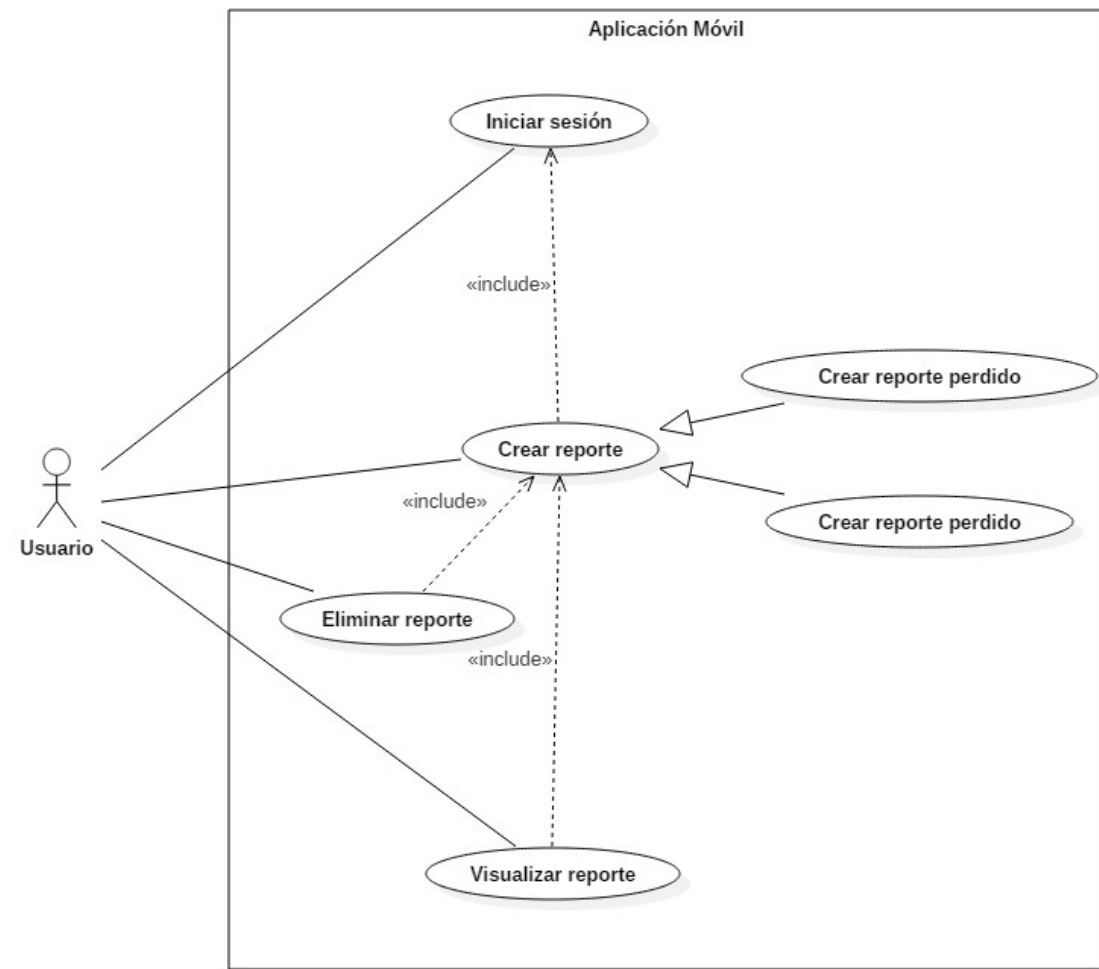 Aplicación Móvil
Iniciar sesión
«include»
Crear reporte perdido
Crear reporte
«include»
Crear reporte perdido
Usuario
Eliminar reporte
«include»
Visualizar reporte